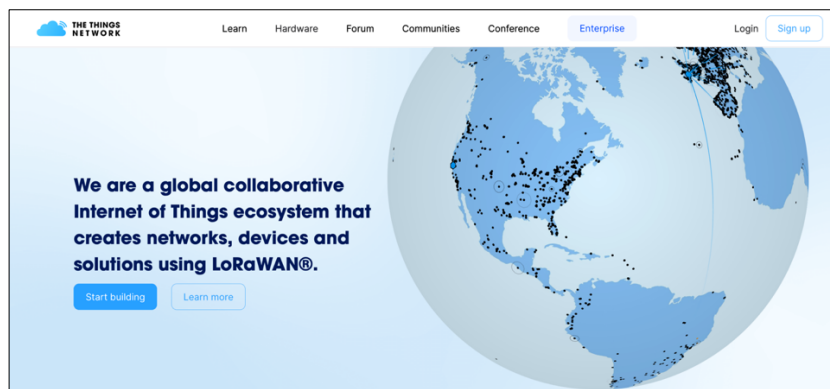 THE THINGS
NETWORK
Learn
Hardware
Forum
Communities
Conference
Enterprise
Login
Sign up
We are a global collaborative
Internet of Things ecosystem that
creates networks, devices and
solutions using LoRaWAN®.
Start building
Learn more